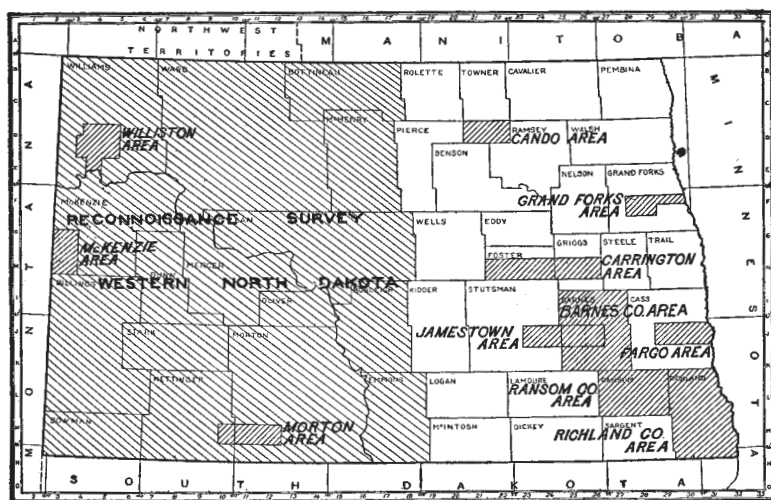 NORTHWEST
TERRITORIES
MANITOBA
MINNESOTA
MONTANA
SOUTH DAKOTA
WILLIAMS
WARD
BOTTINEAU
ROLETTE
TOWNER
CAVALIER
PEMBINA
McHENRY
PIERCE
RAMSEY
WALSH
WILLISTON
AREA
CANDO AREA
BENSON
NELSON
GRAND FORKS
McKENZIE
GRAND FORKS
AREA
RECONNOISSANCE SURVEY
WELLS
EDDY
McKENZIE
AREA
MERCER
FOSTER
GRIGGS
STEELE
TRAIL
CARRINGTON
AREA
BILLINGS
DUNN
WESTERN NORTH DAKOTA
OLIVER
BURLEIGH
KIDDER
STUTSMAN
BARNES
CASS
BARNES CO. AREA
STARK
MORTON
JAMESTOWN
AREA
FARGO AREA
HETTINGER
EMMONS
LOGAN
LAMOURE
RANSOM
RICHLAND
RANSOM CO
AREA
BOWMAN
MORTON
AREA
McINTOSH
DICKEY
SARGENT
RICHLAND CO.
AREA